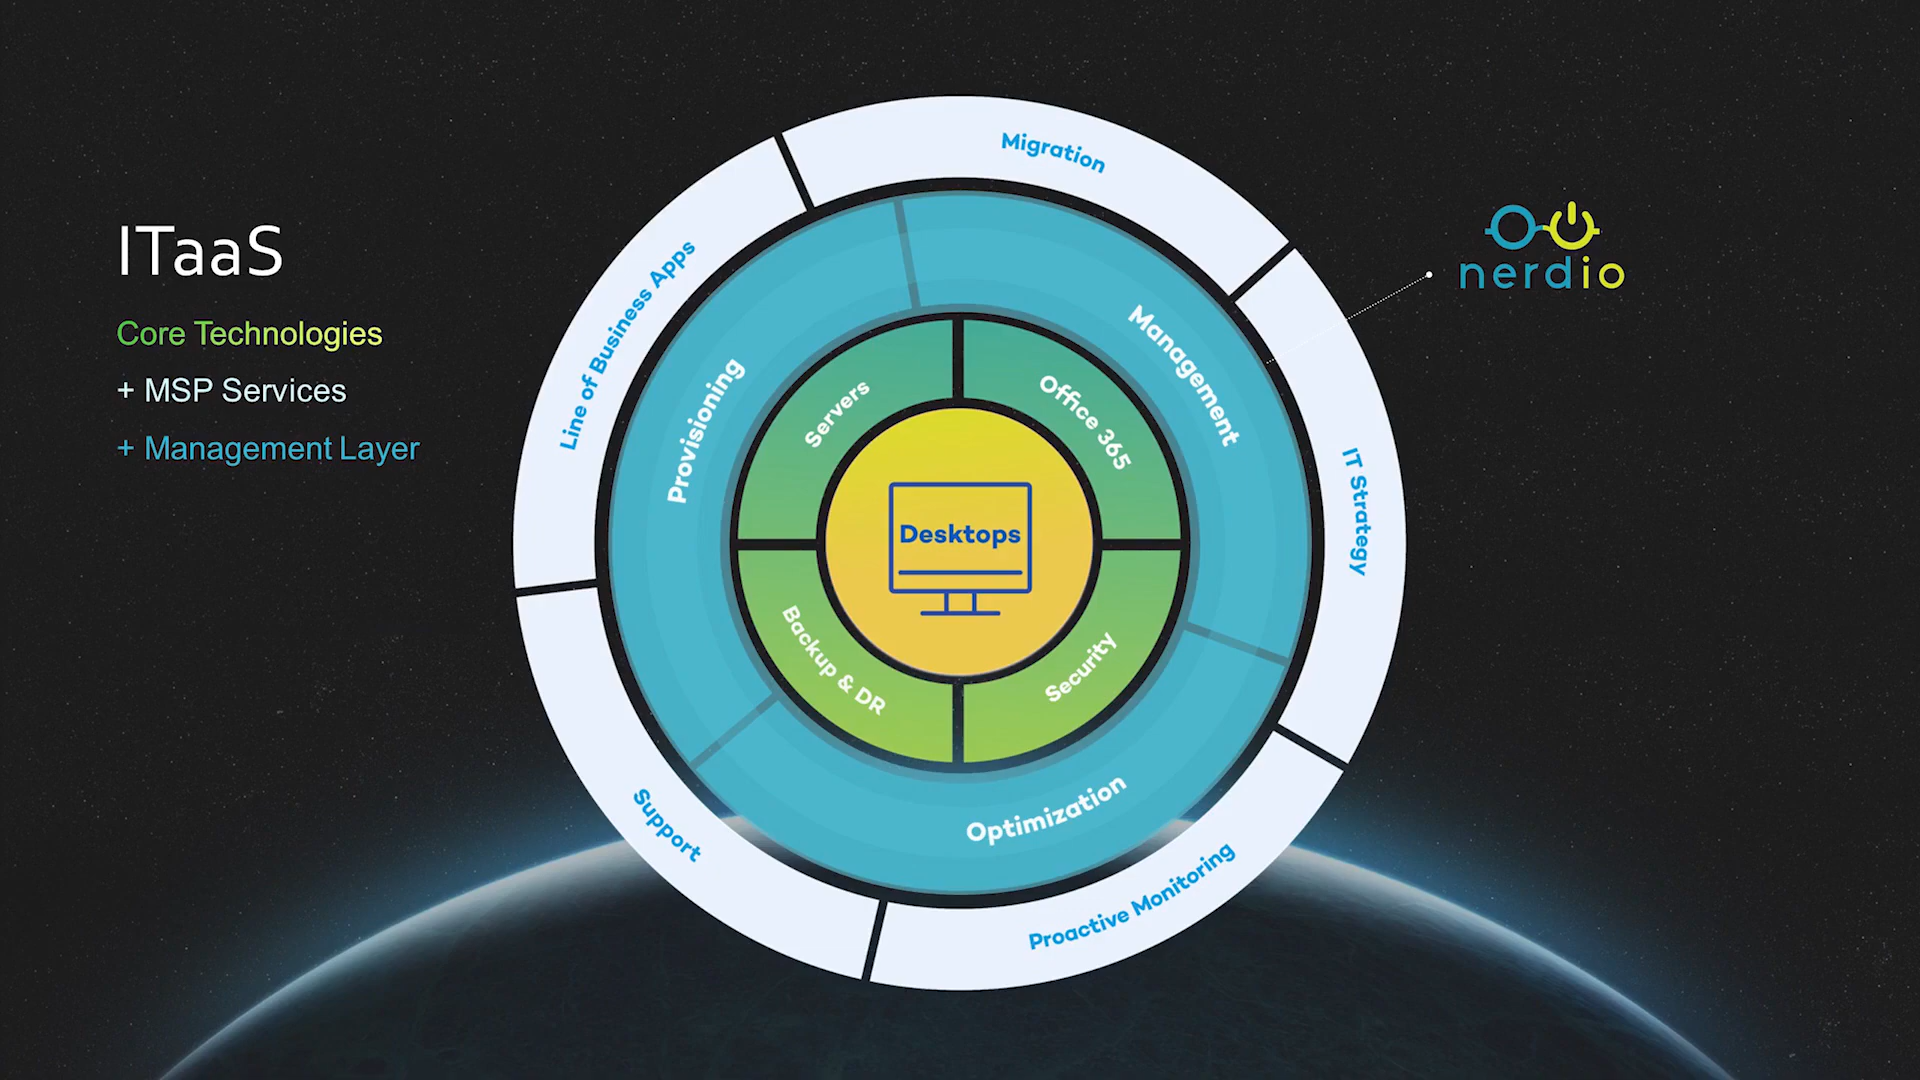 ITaaS
Core Technologies
+ MSP Services
+ Management Layer
Migration
Line of Business Apps
IT Strategy
Support
Proactive Monitoring
Provisioning
Management
Optimization
Servers
Office 365
Backup & DR
Security
Desktops
nerdio